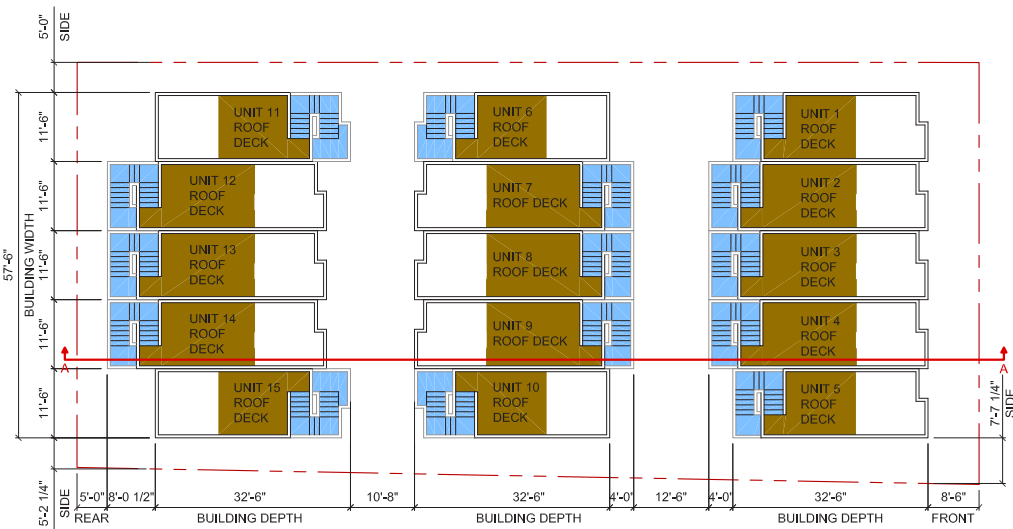 5'-0"
SIDE
UNIT 11
ROOF
DECK
UNIT 6
ROOF
DECK
UNIT 1
ROOF
DECK
11'-6"
UNIT 12
ROOF
DECK
UNIT 7
ROOF DECK
UNIT 2
ROOF
DECK
11'-6"
57'-6"
BUILDING WIDTH
UNIT 13
ROOF
DECK
UNIT 8
ROOF DECK
UNIT 3
ROOF
DECK
11'-6"
UNIT 14
ROOF
DECK
UNIT 9
ROOF DECK
UNIT 4
ROOF
DECK
11'-6"
A
A
UNIT 15
ROOF
DECK
UNIT 10
ROOF
DECK
UNIT 5
ROOF
DECK
11'-6"
7'-7 1/4"
SIDE
5'-2 1/4"
SIDE
5'-0" 8'-0 1/2" 32'-6" 10'-8" 32'-6" 4'-0" 12'-6" 4'-0" 32'-6" 8'-6"
REAR BUILDING DEPTH BUILDING DEPTH BUILDING DEPTH FRONT